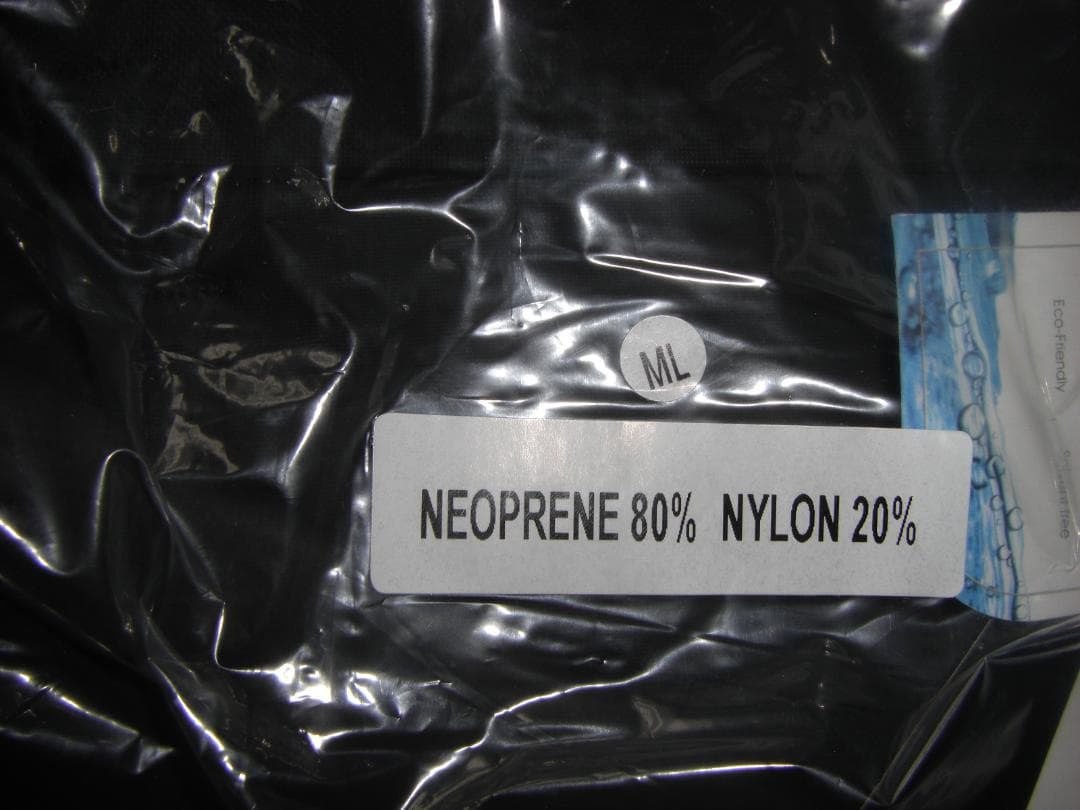 ML
NEOPRENE 80% NYLON 20%
Eco-Friendly